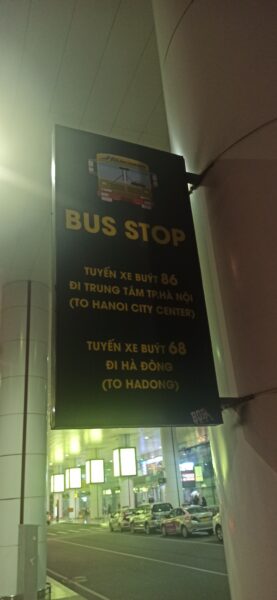 BUS STOP
TUYẾN XE BUÝT 86
ĐI TRUNG TÂM TP.HÀ NỘI
(TO HANOI CITY CENTER)
TUYẾN XE BUÝT 68
ĐI HÀ ĐÔNG
(TO HADONG)